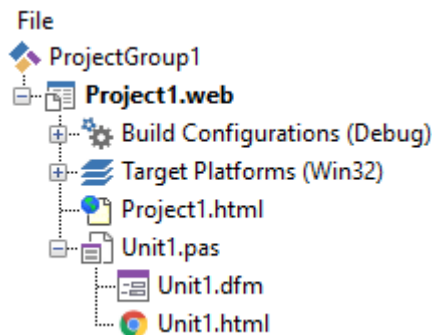 File
ProjectGroup1
Project1.web
Build Configurations (Debug)
Target Platforms (Win32)
Project1.html
Unit1.pas
Unit1.dfm
Unit1.html